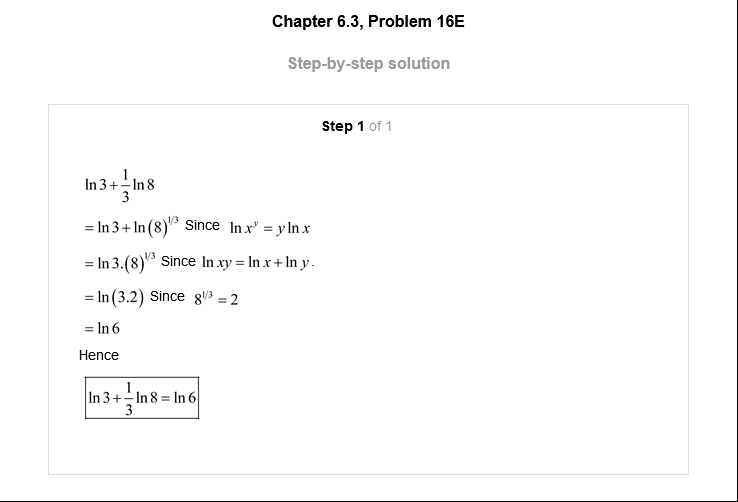 Chapter 6.3, Problem 16E
Step-by-step solution
Step 1 of 1
ln 3 + 1/3 ln 8
= ln 3 + ln (8)^1/3 Since ln x^y = y ln x
= ln 3.(8)^1/3 Since ln xy = ln x + ln y.
= ln (3.2) Since 8^1/3 = 2
= ln 6
Hence
ln 3 + 1/3 ln 8 = ln 6